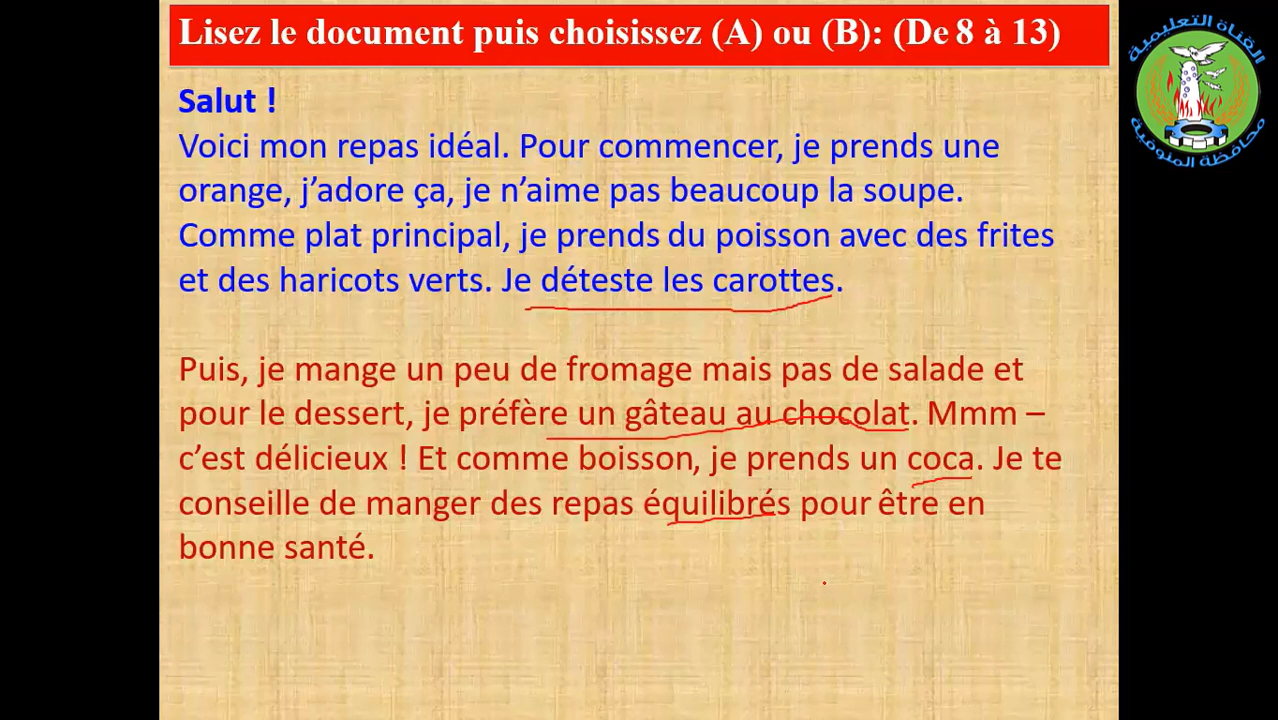 Lisez le document puis choisissez (A) ou (B): (De 8 à 13)
Salut !
Voici mon repas idéal. Pour commencer, je prends une
orange, j’adore ça, je n’aime pas beaucoup la soupe.
Comme plat principal, je prends du poisson avec des frites
et des haricots verts. Je déteste les carottes.
Puis, je mange un peu de fromage mais pas de salade et
pour le dessert, je préfère un gâteau au chocolat. Mmm –
c’est délicieux ! Et comme boisson, je prends un coca. Je te
conseille de manger des repas équilibrés pour être en
bonne santé.
القناة التعليمية
محافظة المنوفية